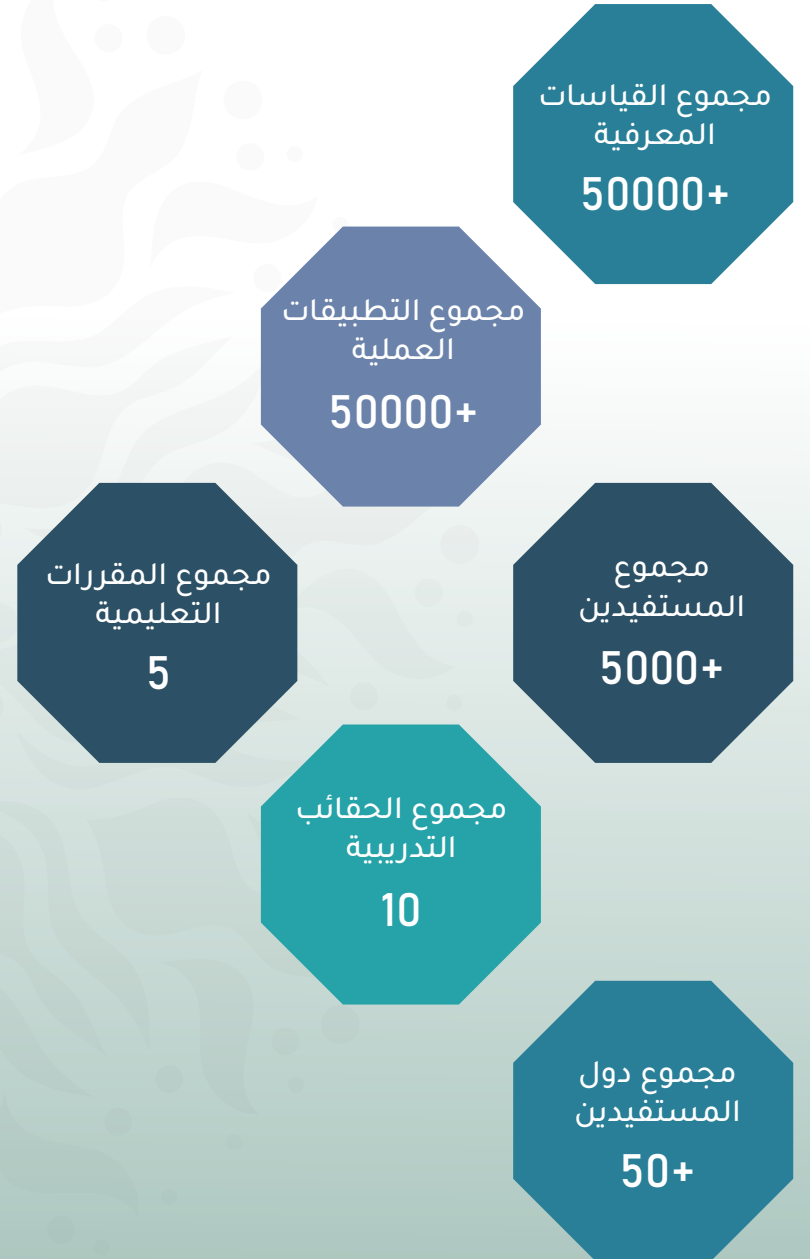 مجموع القياسات
المعرفية
50000+
مجموع التطبيقات
العملية
50000+
مجموع
المستفيدين
5000+
مجموع المقررات
التعليمية
5
مجموع الحقائب
التدريبية
10
مجموع دول
المستفيدين
50+